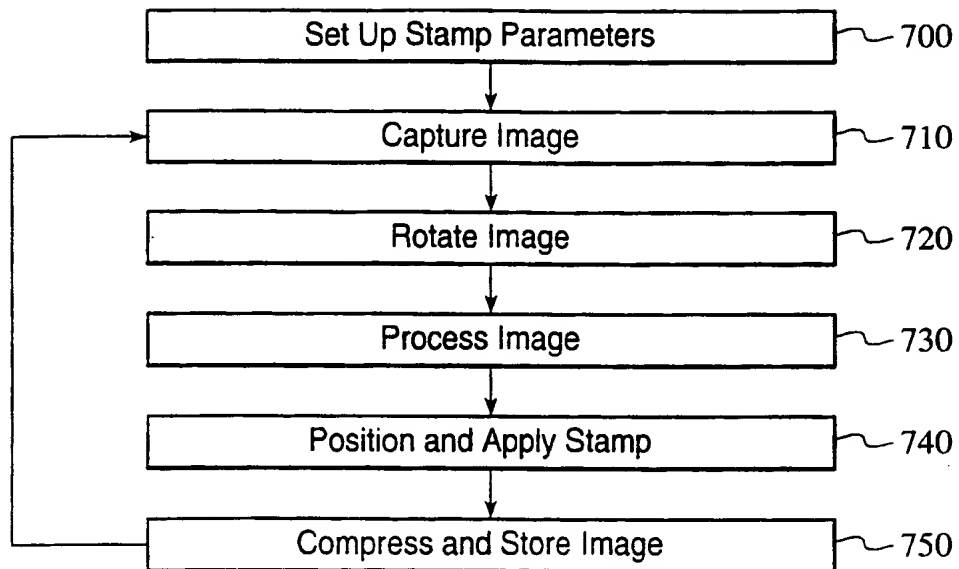 Set Up Stamp Parameters 700
Capture Image 710
Rotate Image 720
Process Image 730
Position and Apply Stamp 740
Compress and Store Image 750